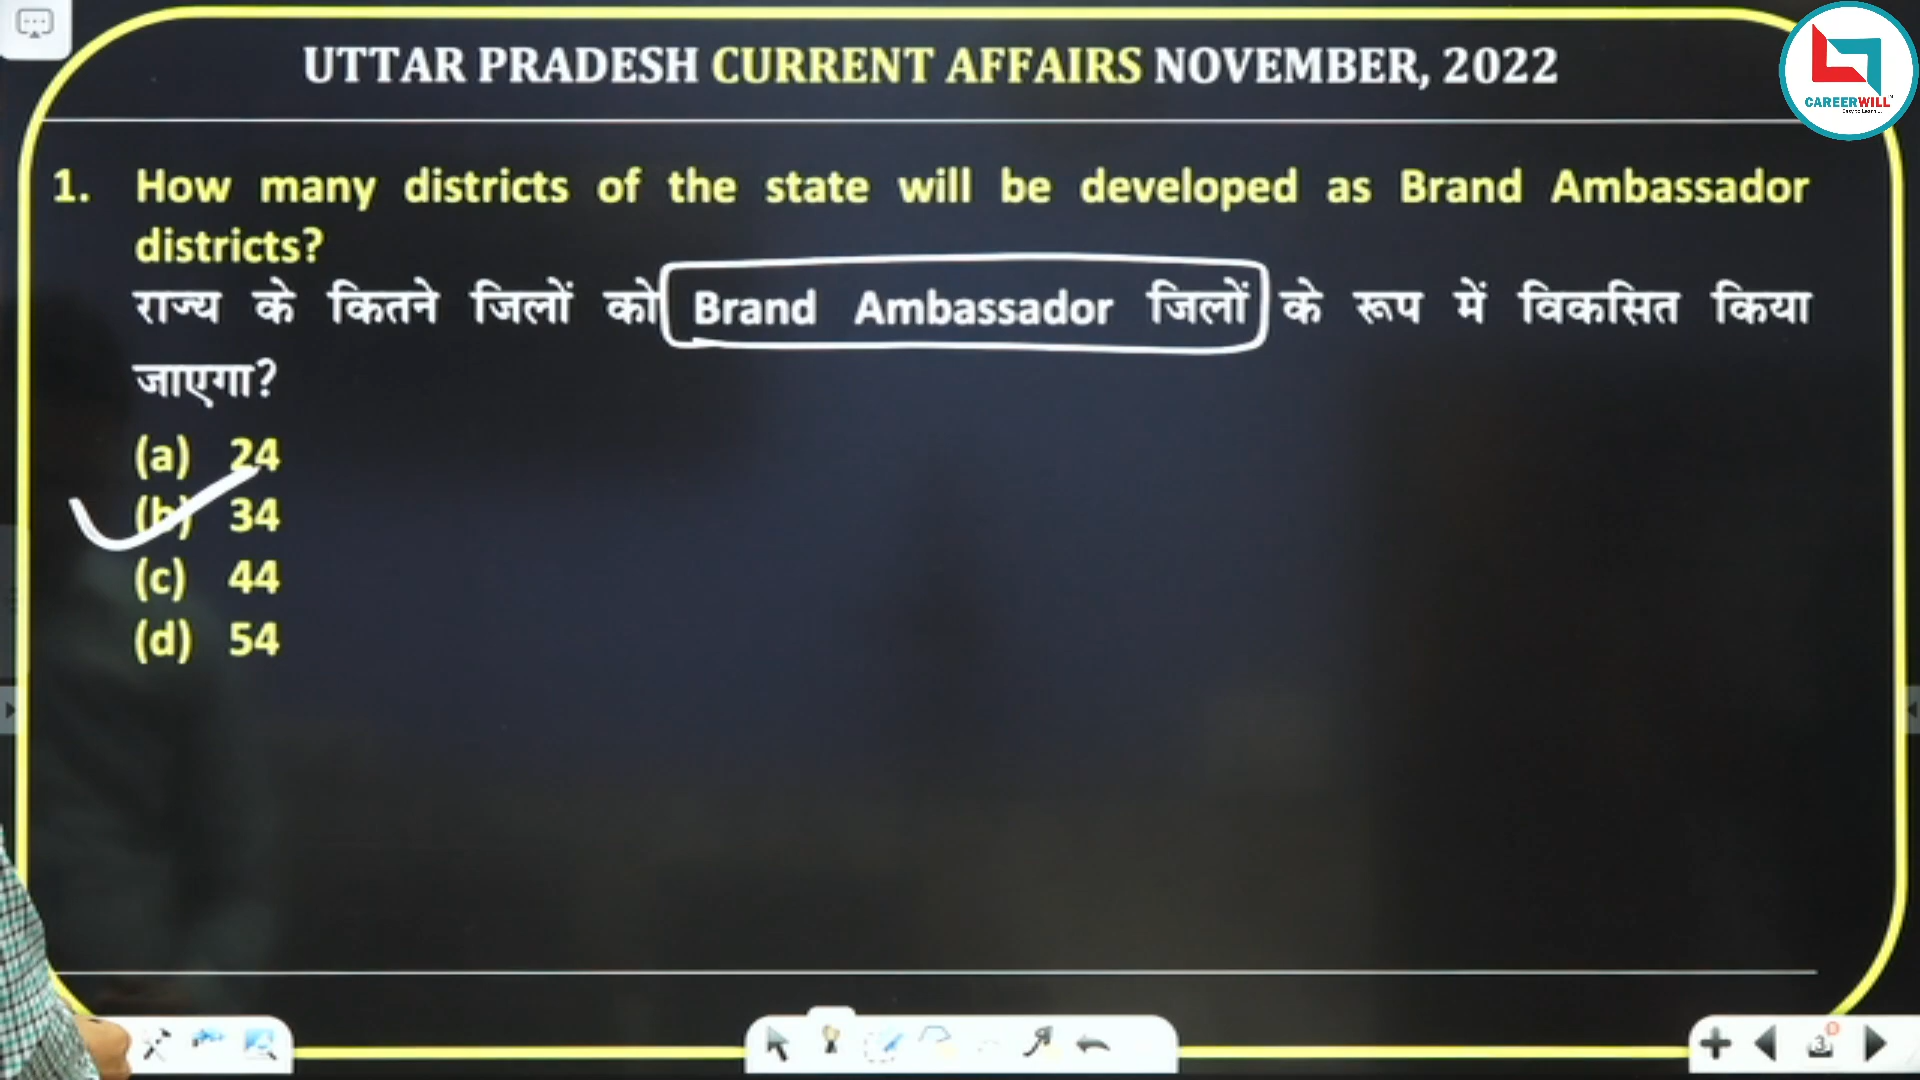 UTTAR PRADESH CURRENT AFFAIRS NOVEMBER, 2022
CAREERWILL
1. How many districts of the state will be developed as Brand Ambassador
districts?
राज्य के कितने जिलों को Brand Ambassador जिलों के रूप में विकसित किया
जाएगा?
(a) 24
(b) 34
(c) 44
(d) 54
3